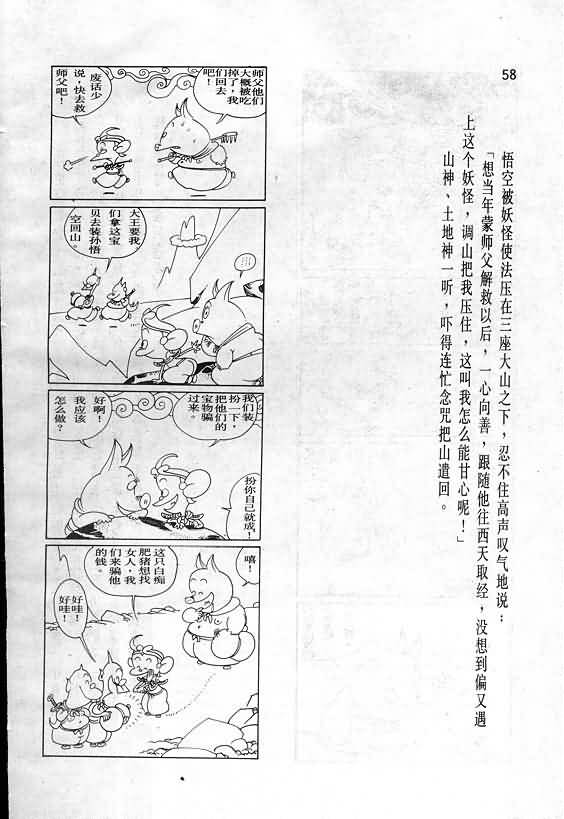 58
悟空被妖怪使法压在三座大山之下，忍不住高声叹气地说：
「想当年蒙师父解救以后，一心向善，跟随他往西天取经，没想到偏又遇
上这个妖怪，调山把我压住，这叫我怎么能甘心呢！」
山神、土地神一听，吓得连忙念咒把山遣回。
师父他们
大概被吃
掉了，我
们回去
吧！
废话少
说，快去救
师父吧！
大王要我
们拿这宝
贝去装孙悟
空回山
我们装
扮一下，
把他们的
宝物骗
过来。
好啊！
我应该
怎么做？
扮你自己就成！
嘻！
这只白痴
肥猪想找
女人，我
们来骗他
的钱。
好哇！
好哇！